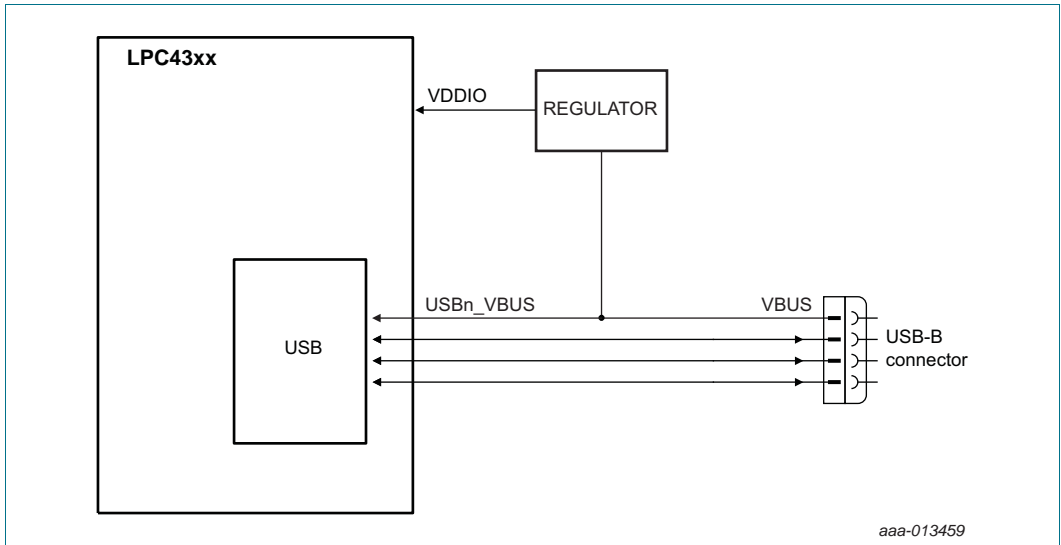 LPC43xx
VDDIO
REGULATOR
USBn_VBUS
VBUS
USB
USB-B
connector
aaa-013459